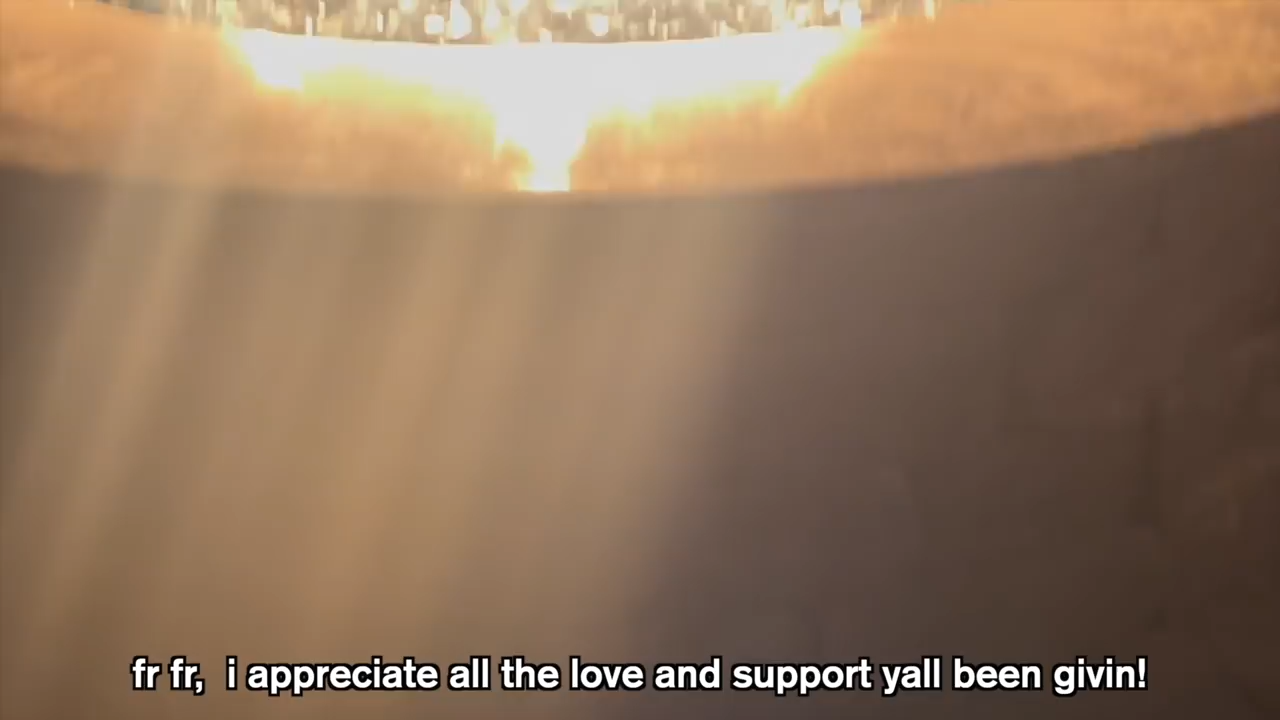 fr fr,  i appreciate all the love and support yall been givin!